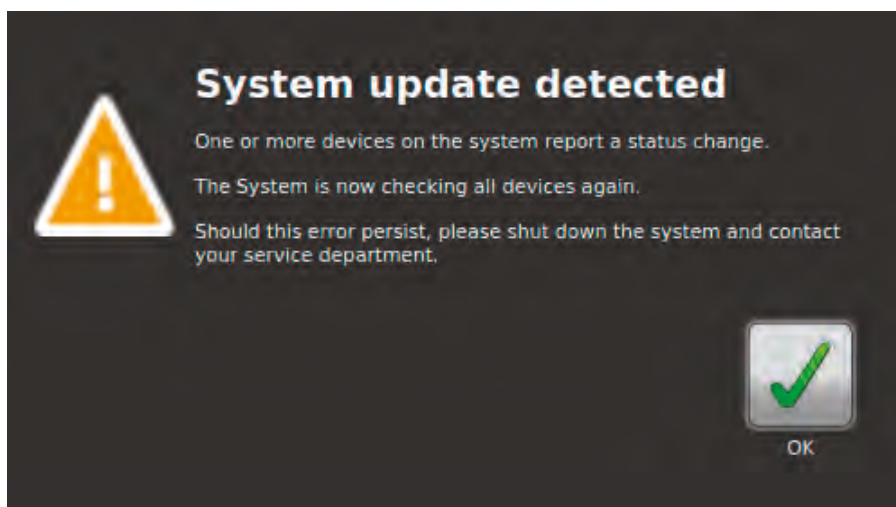 System update detected
One or more devices on the system report a status change.
The System is now checking all devices again.
Should this error persist, please shut down the system and contact
your service department.
OK